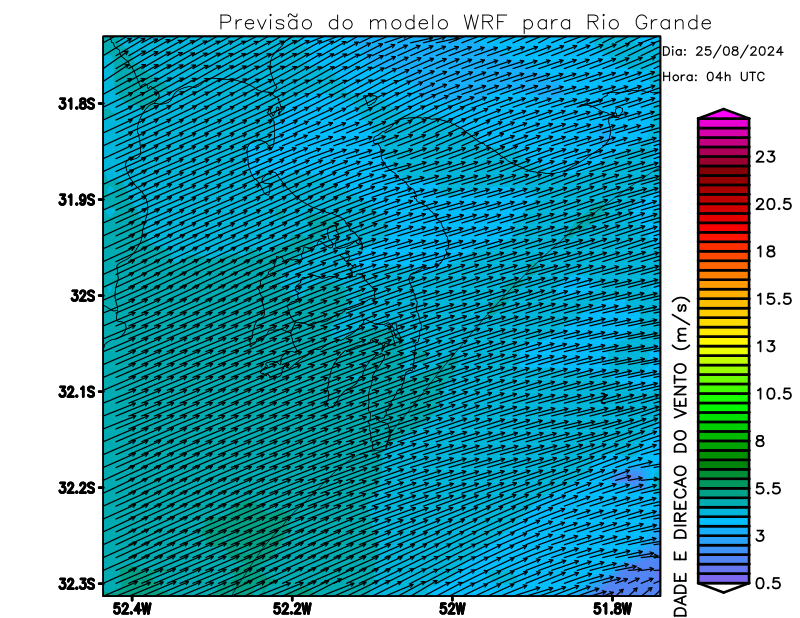 Previsão do modelo WRF para Rio Grande
Dia: 25/08/2024
Hora: 04h UTC
31.8S
31.9S
32S
32.1S
32.2S
32.3S
52.4W
52.2W
52W
51.8W
23
20.5
18
15.5
13
10.5
8
5.5
3
0.5
DADE E DIRECAO DO VENTO (m/s)